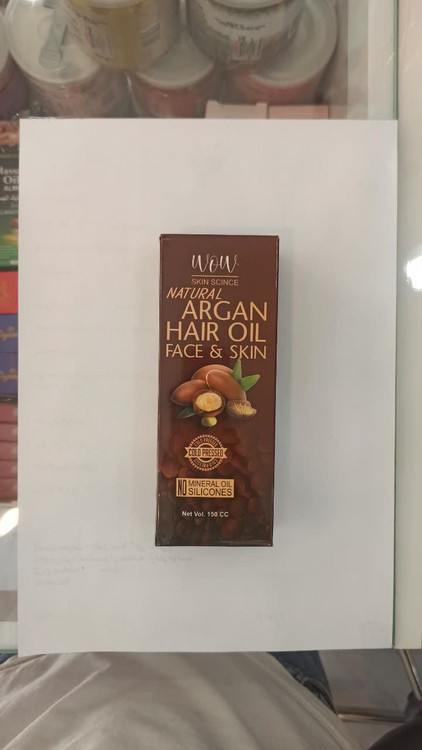 WOW
SKIN SCINCE
NATURAL
ARGAN
HAIR OIL
FACE & SKIN
COLD PRESSED
NO MINERAL OIL
SILICONES
Net Vol. 150 CC